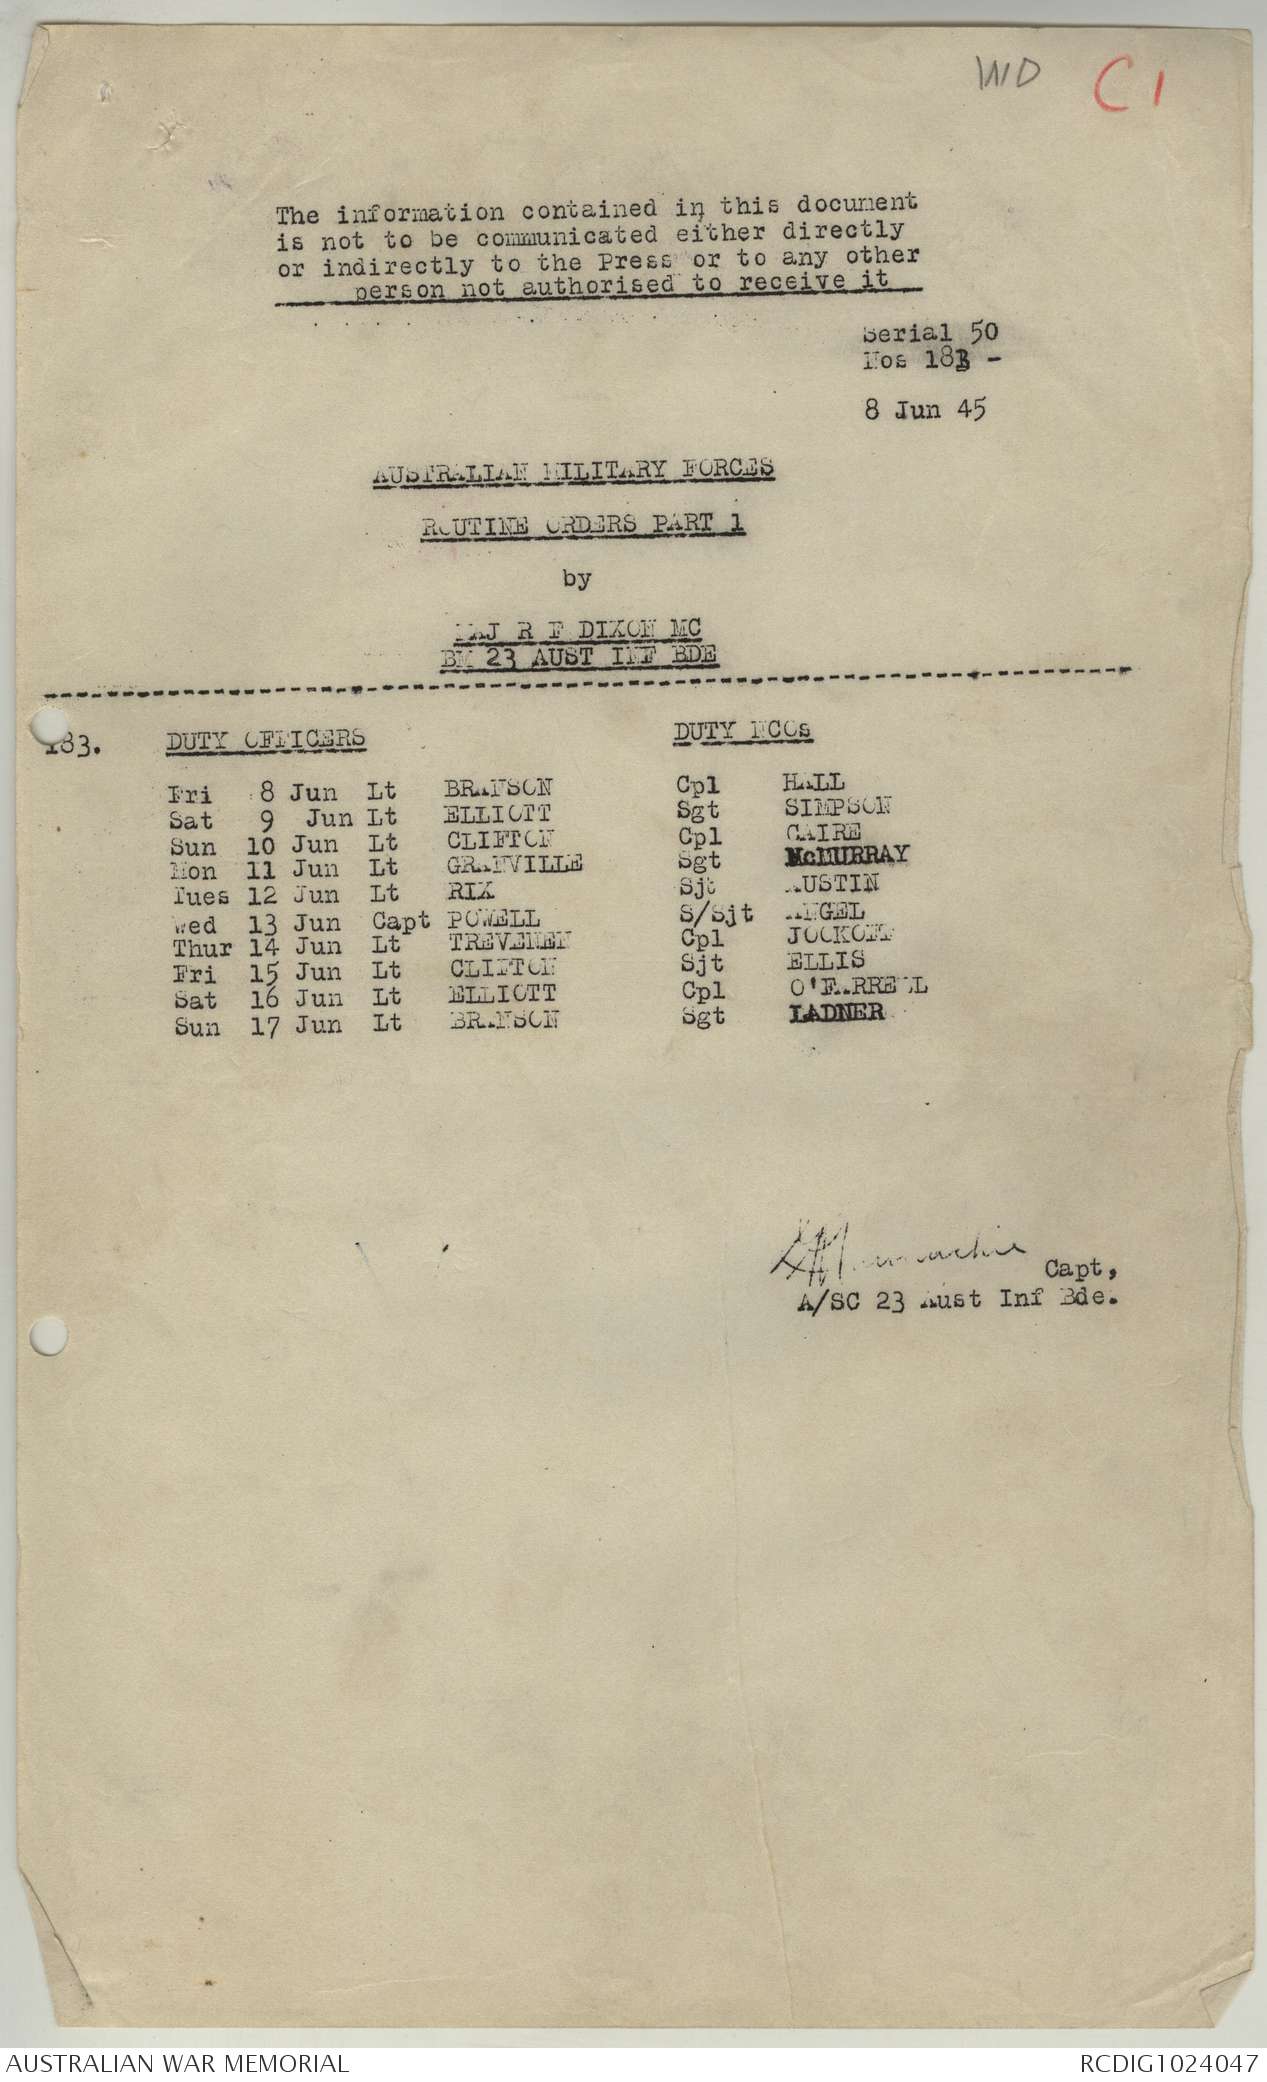 WD C1
The information contained in this document
is not to be communicated either directly
or indirectly to the Press or to any other
person not authorised to receive it
Serial 50
Nos 183 -
8 Jun 45
AUSTRALIAN MILITARY FORCES
ROUTINE ORDERS PART 1
by
MAJ R F DIXON MC
BM 23 AUST INF BDE
183. DUTY OFFICERS DUTY NCOs
Fri 8 Jun Lt BRANSON Cpl HALL
Sat 9 Jun Lt ELLIOTT Sgt SIMPSON
Sun 10 Jun Lt CLIFTON Cpl CAIRE
Mon 11 Jun Lt GRANVILLE Sgt McMURRAY
Tues 12 Jun Lt RIX Sjt AUSTIN
Wed 13 Jun Capt POWELL S/Sjt ANGEL
Thur 14 Jun Lt TREVENEN Cpl JOCKOFF
Fri 15 Jun Lt CLIFTON Sjt ELLIS
Sat 16 Jun Lt ELLIOTT Cpl O'FARRELL
Sun 17 Jun Lt BRANSON Sgt LADNER
Capt,
A/SC 23 Aust Inf Bde.
AUSTRALIAN WAR MEMORIAL RCDIG1024047